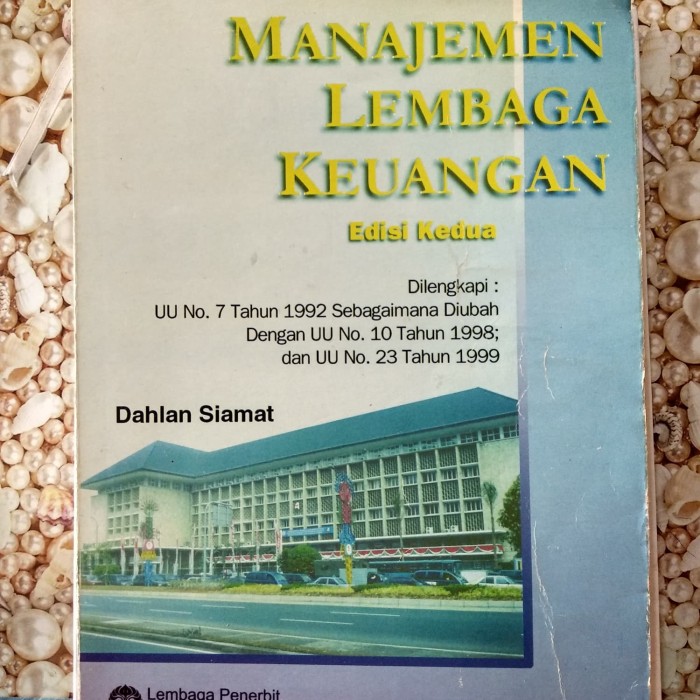 MANAJEMEN
LEMBAGA
KEUANGAN
Edisi Kedua
Dilengkapi :
UU No. 7 Tahun 1992 Sebagaimana Diubah
Dengan UU No. 10 Tahun 1998;
dan UU No. 23 Tahun 1999
Dahlan Siamat
Lembaga Penerbit